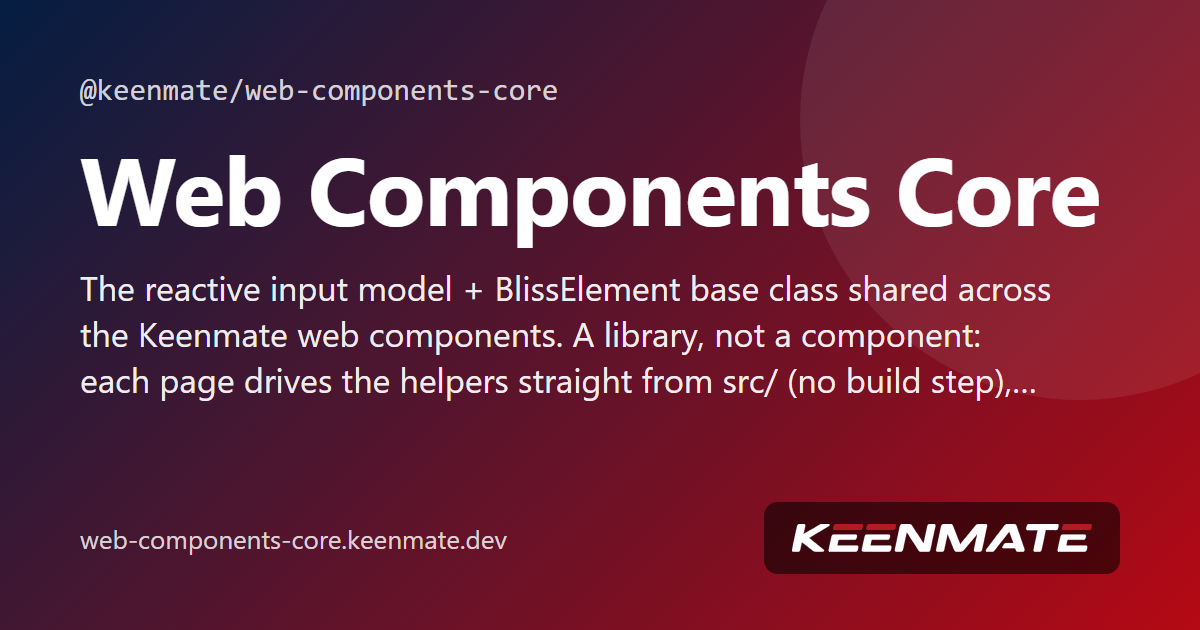 @keenmate/web-components-core
Web Components Core
The reactive input model + BlissElement base class shared across
the Keenmate web components. A library, not a component:
each page drives the helpers straight from src/ (no build step),...
web-components-core.keenmate.dev
KEENMATE